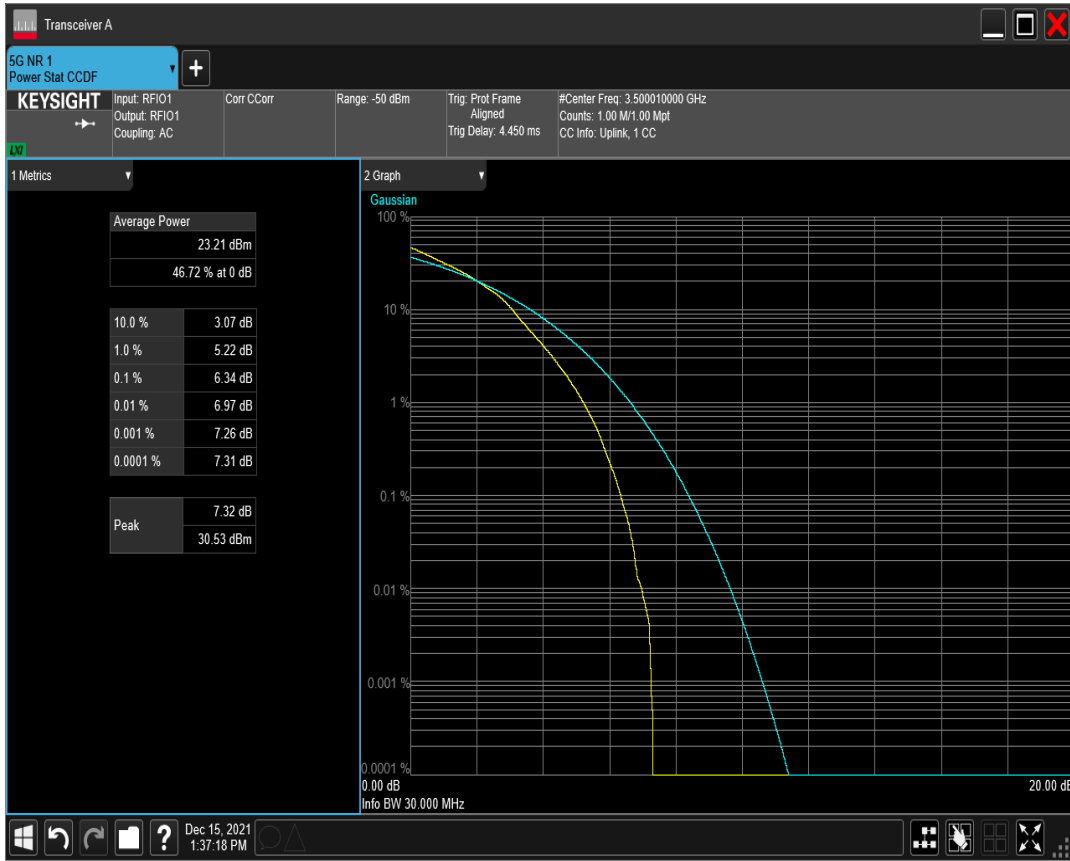 Transceiver A
5G NR 1
Power Stat CCDF
KEYSIGHT
LXI
Input: RFIO1
Output: RFIO1
Coupling: AC
Corr CCorr
Range: -50 dBm
Trig: Prot Frame
Aligned
Trig Delay: 4.450 ms
#Center Freq: 3.500010000 GHz
Counts: 1.00 M/1.00 Mpt
CC Info: Uplink, 1 CC
1 Metrics
Average Power
23.21 dBm
46.72 % at 0 dB
10.0 % 3.07 dB
1.0 % 5.22 dB
0.1 % 6.34 dB
0.01 % 6.97 dB
0.001 % 7.26 dB
0.0001 % 7.31 dB
Peak
7.32 dB
30.53 dBm
2 Graph
Gaussian
100 %
10 %
1 %
0.1 %
0.01 %
0.001 %
0.0001 %
0.00 dB
20.00 dB
Info BW 30.000 MHz
?
Dec 15, 2021
1:37:18 PM